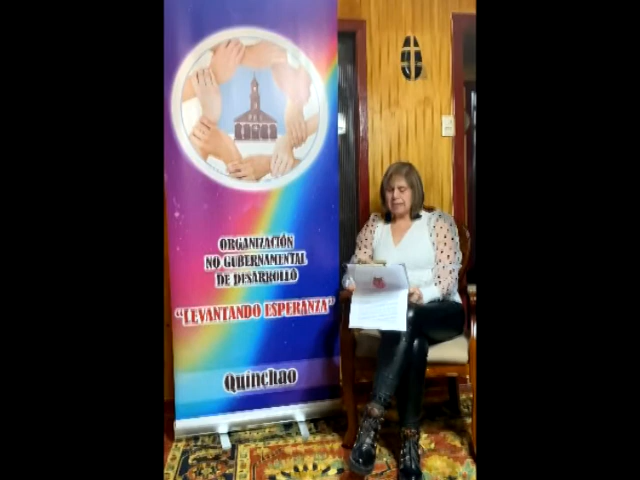 ORGANIZACIÓN
NO GUBERNAMENTAL
DE DESARROLLO
"LEVANTANDO ESPERANZA"
Quinchao